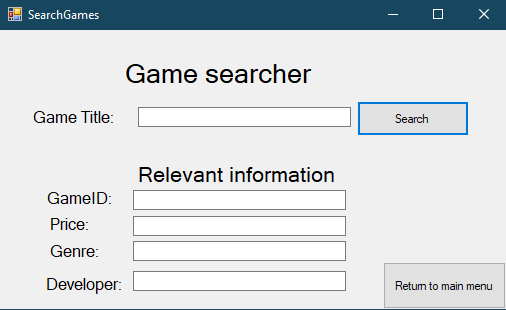 SearchGames
Game searcher
Game Title:
Search
Relevant information
GameID:
Price:
Genre:
Developer:
Return to main menu